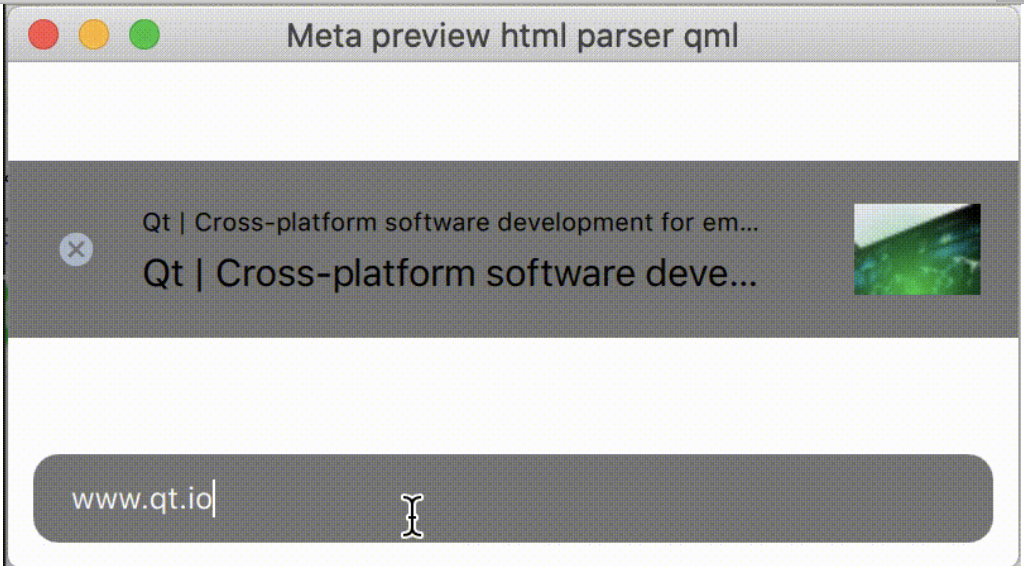 Meta preview html parser qml
Qt | Cross-platform software development for em...
Qt | Cross-platform software deve...
www.qt.io